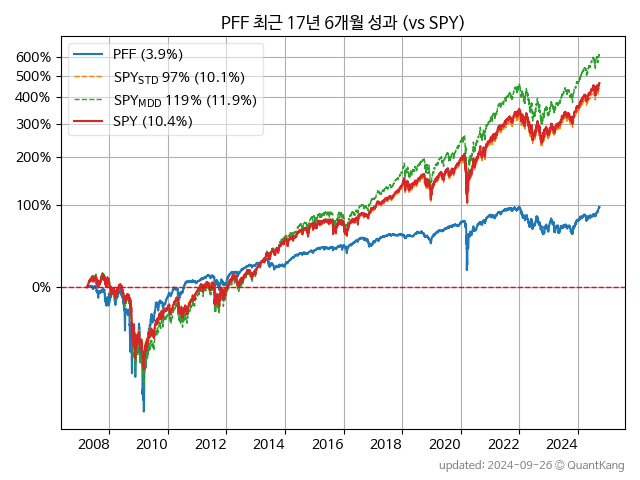 PFF 최근 17년 6개월 성과 (vs SPY)
PFF (3.9%)
SPY_STD 97% (10.1%)
SPY_MDD 119% (11.9%)
SPY (10.4%)
600%
500%
400%
300%
200%
100%
0%
2008 2010 2012 2014 2016 2018 2020 2022 2024
updated: 2024-09-26 © QuantKang